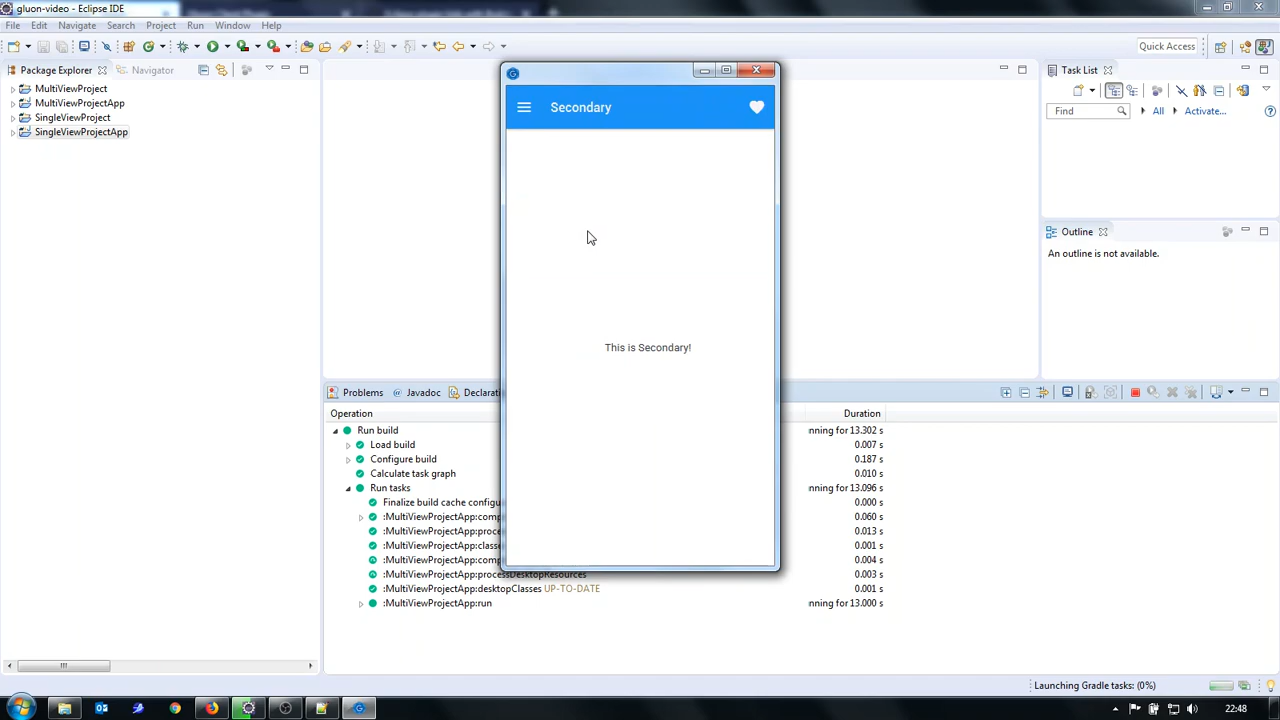 gluon-video - Eclipse IDE
File Edit Navigate Search Project Run Window Help
Quick Access
Package Explorer
Navigator
MultiViewProject
MultiViewProjectApp
SingleViewProject
SingleViewProjectApp
Secondary
This is Secondary!
Task List
Find
All
Activate...
Outline
An outline is not available.
Problems
@ Javadoc
Declarati
Operation
Duration
Run build
nning for 13.302 s
Load build
0.007 s
Configure build
0.187 s
Calculate task graph
0.010 s
Run tasks
nning for 13.096 s
Finalize build cache configu
0.000 s
:MultiViewProjectApp:comp
0.060 s
:MultiViewProjectApp:proce
0.013 s
:MultiViewProjectApp:classe
0.001 s
:MultiViewProjectApp:comp
0.004 s
:MultiViewProjectApp:processDesktopResources
0.003 s
:MultiViewProjectApp:desktopClasses UP-TO-DATE
0.001 s
:MultiViewProjectApp:run
nning for 13.000 s
Launching Gradle tasks: (0%)
22:48